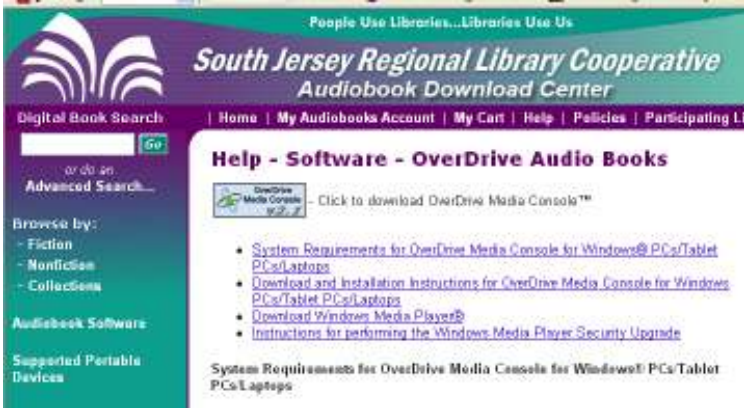 People Use Libraries...Libraries Use Us
South Jersey Regional Library Cooperative
Audiobook Download Center
Digital Book Search
| Home | My Audiobooks Account | My Cart | Help | Policies | Participating Li
Go
or do an
Advanced Search...
Browse by:
- Fiction
- Nonfiction
- Collections
Audiobook Software
Supported Portable
Devices
Help - Software - OverDrive Audio Books
OverDrive
Media Console
v2.1
- Click to download OverDrive Media Console™
• System Requirements for OverDrive Media Console for Windows® PCs/Tablet
PCs/Laptops
• Download and Installation Instructions for OverDrive Media Console for Windows
PCs/Tablet PCs/Laptops
• Download Windows Media Player®
• Instructions for performing the Windows Media Player Security Upgrade
System Requirements for OverDrive Media Console for Windows® PCs/Tablet
PCs/Laptops